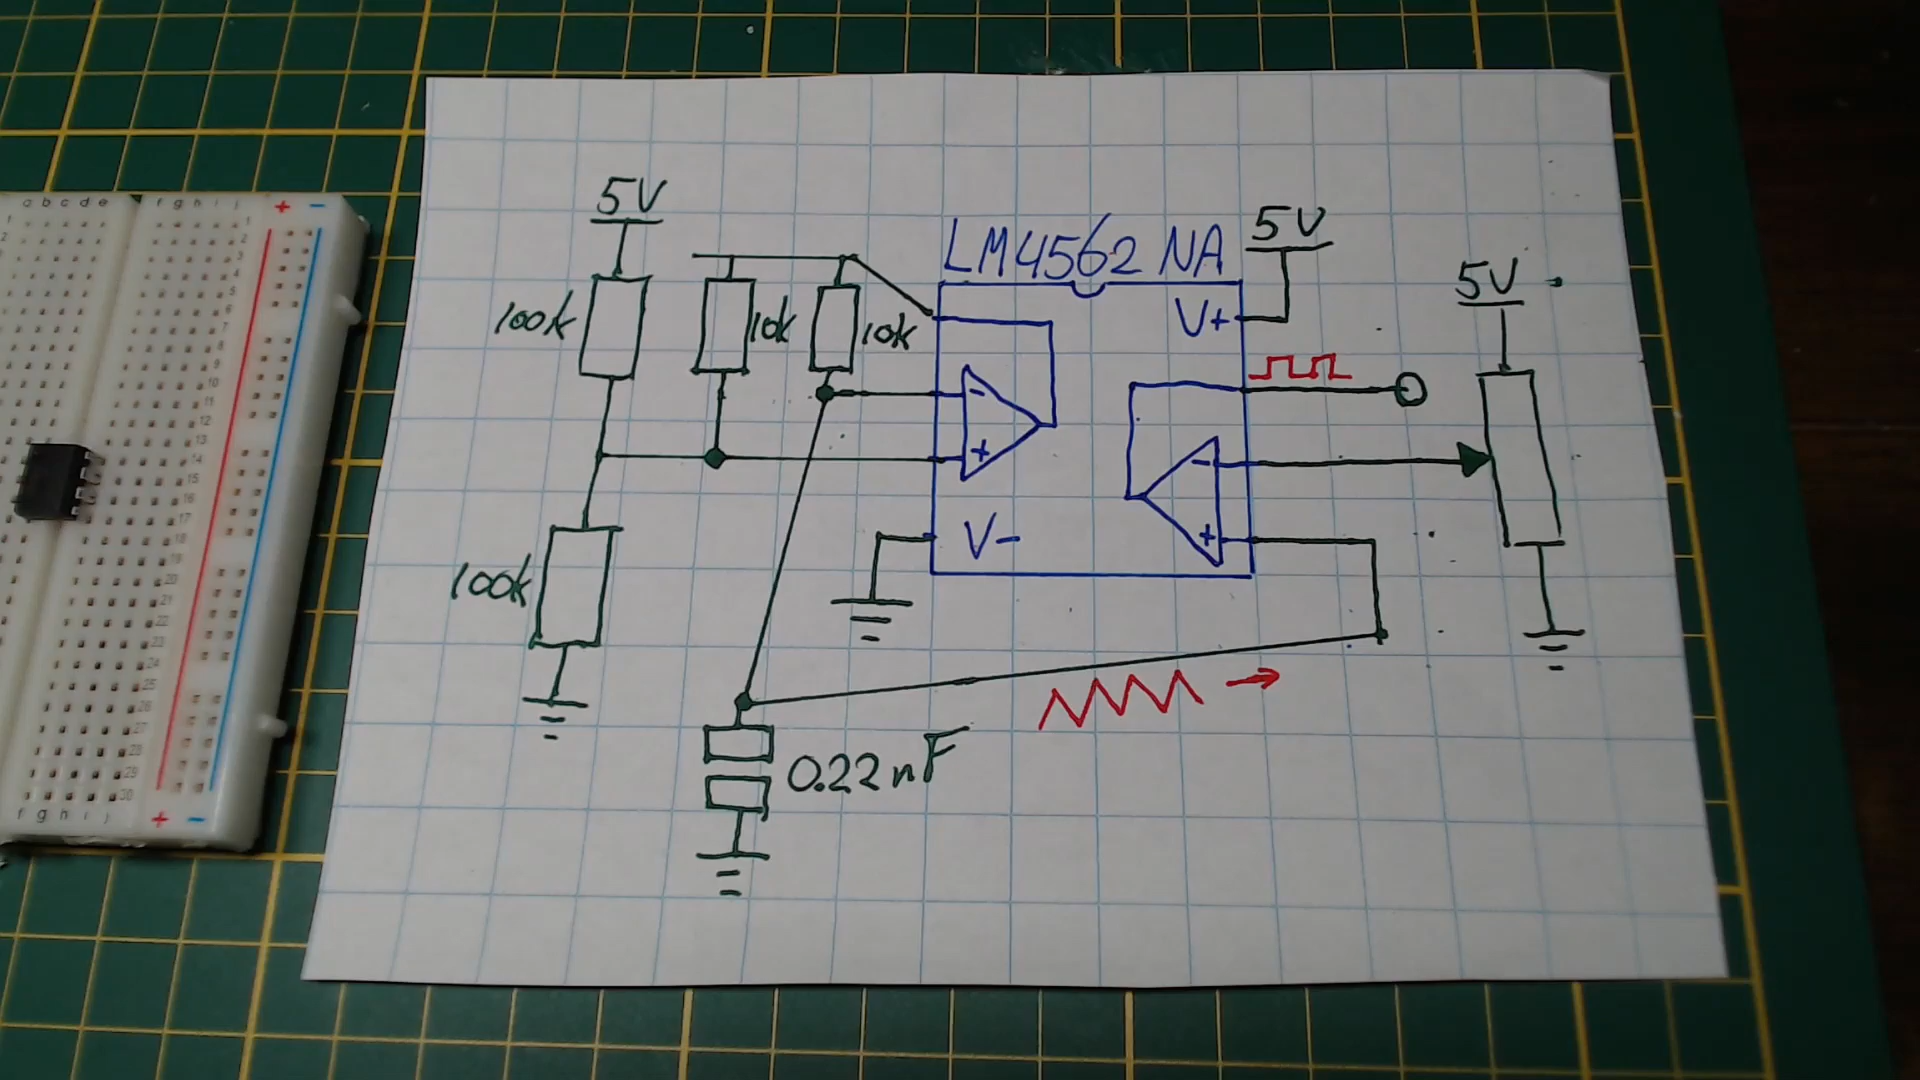 5V
LM4562 NA
5V
5V
100k
10k
10k
V+
-
+
-
+
V-
100k
0.22nF